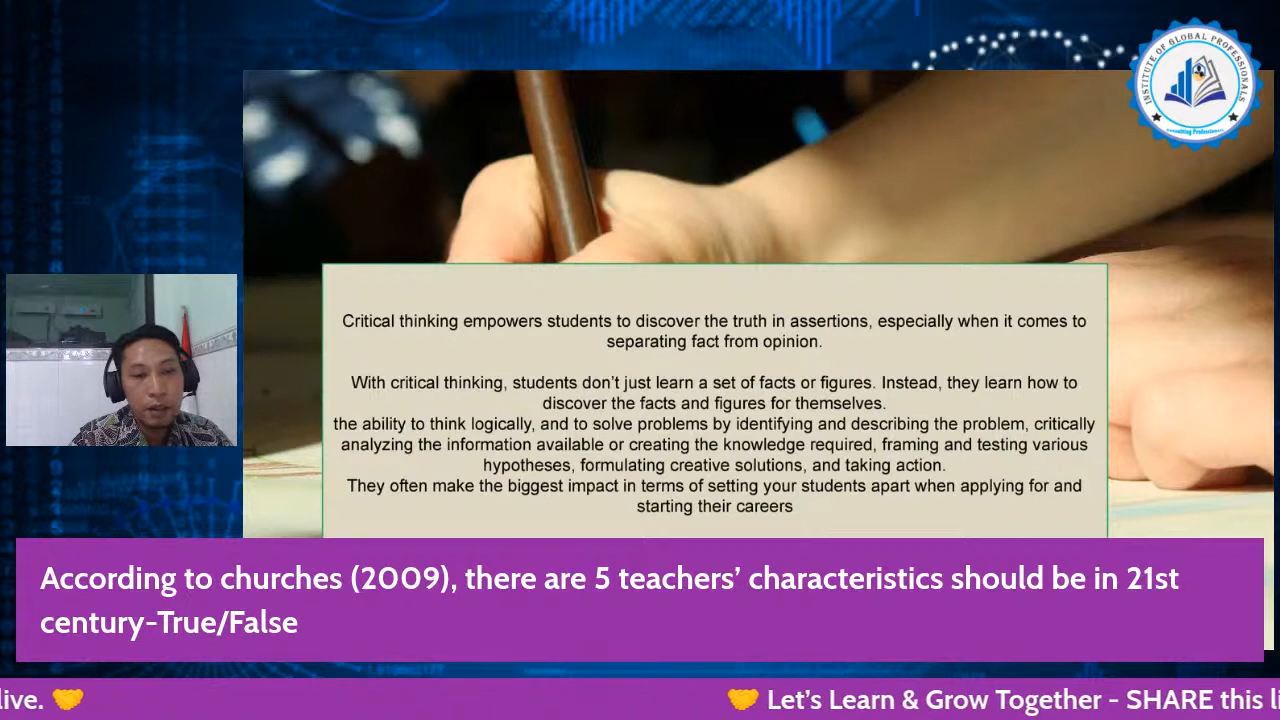 INSTITUTE OF GLOBAL PROFESSIONALS
Consulting Professionals
Critical thinking empowers students to discover the truth in assertions, especially when it comes to
separating fact from opinion.
With critical thinking, students don't just learn a set of facts or figures. Instead, they learn how to
discover the facts and figures for themselves.
the ability to think logically, and to solve problems by identifying and describing the problem, critically
analyzing the information available or creating the knowledge required, framing and testing various
hypotheses, formulating creative solutions, and taking action.
They often make the biggest impact in terms of setting your students apart when applying for and
starting their careers
According to churches (2009), there are 5 teachers' characteristics should be in 21st
century-True/False
live. 🤝 🤝 Let's Learn & Grow Together - SHARE this li